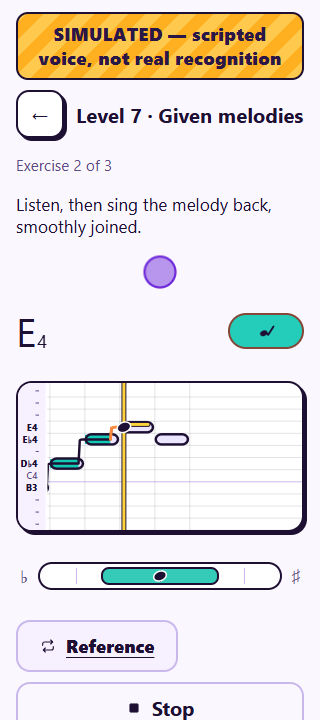 SIMULATED — scripted
voice, not real recognition
← Level 7 · Given melodies
Exercise 2 of 3
Listen, then sing the melody back,
smoothly joined.
E4
E4
E♭4
D♭4
C4
B3
♭ ♯
Reference
Stop